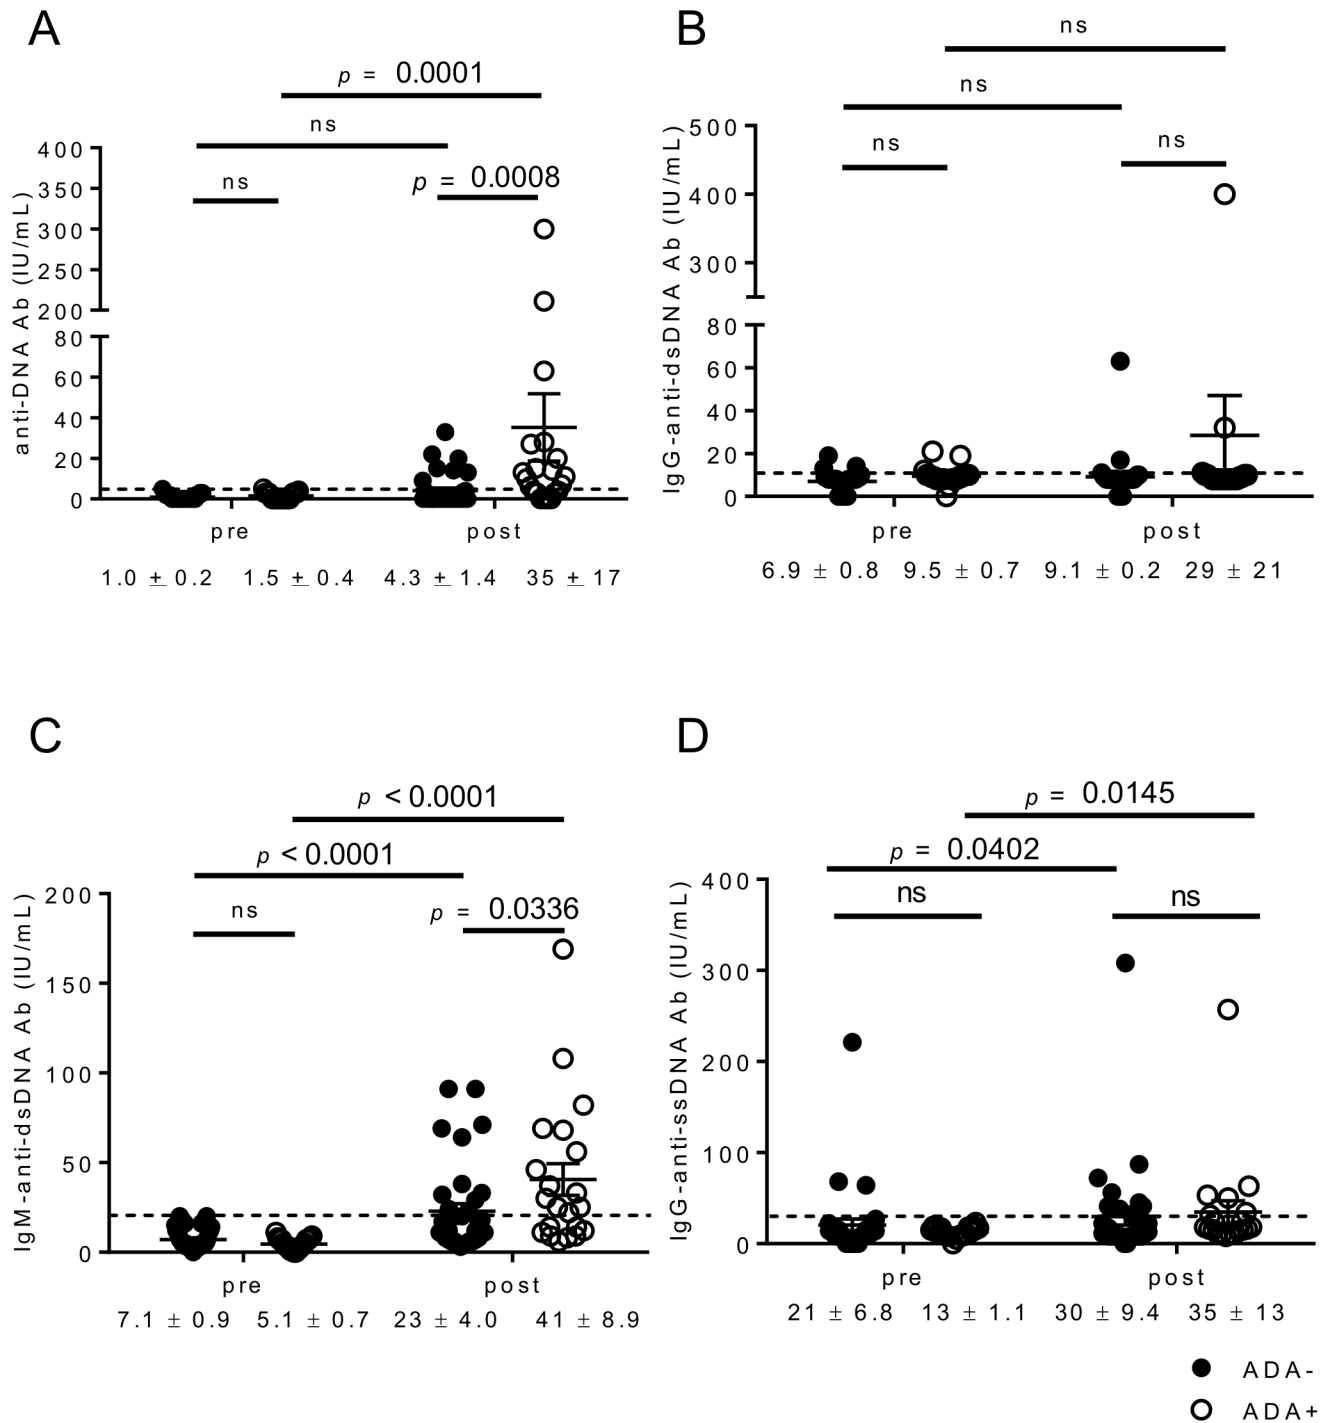 A
p = 0.0001
ns
ns
p = 0.0008
anti-DNA Ab (IU/mL)
400
350
300
250
200
80
60
40
20
0
pre
post
1.0 ± 0.2
1.5 ± 0.4
4.3 ± 1.4
35 ± 17
B
ns
ns
ns
ns
IgG-anti-dsDNA Ab (IU/mL)
500
400
300
80
60
40
20
0
pre
post
6.9 ± 0.8
9.5 ± 0.7
9.1 ± 0.2
29 ± 21
C
p < 0.0001
p < 0.0001
ns
p = 0.0336
IgM-anti-dsDNA Ab (IU/mL)
200
150
100
50
0
pre
post
7.1 ± 0.9
5.1 ± 0.7
23 ± 4.0
41 ± 8.9
D
p = 0.0145
p = 0.0402
ns
ns
IgG-anti-ssDNA Ab (IU/mL)
400
300
200
100
0
pre
post
21 ± 6.8
13 ± 1.1
30 ± 9.4
35 ± 13
ADA-
ADA+